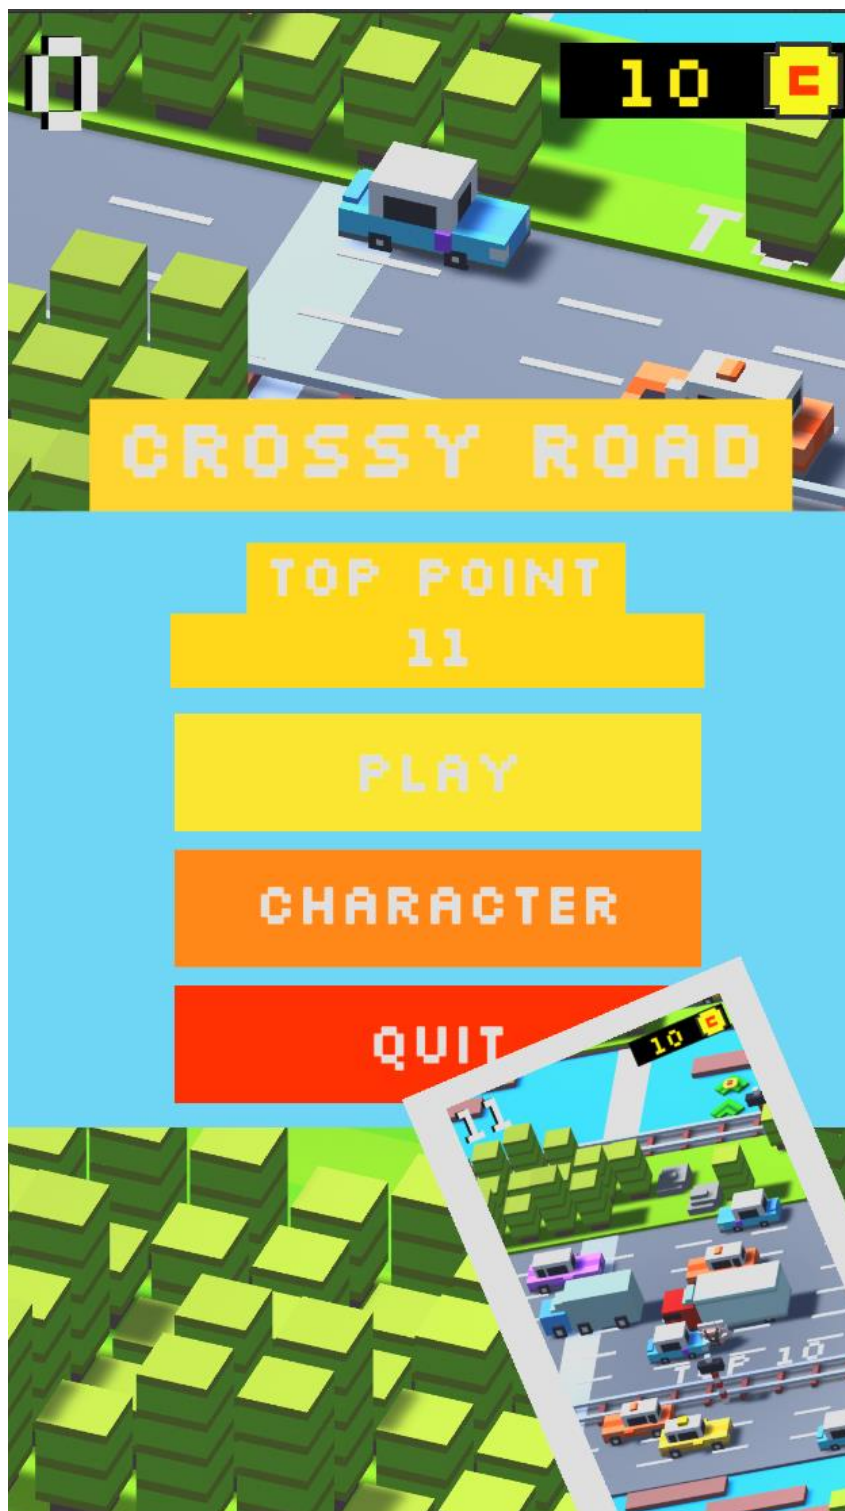 0
10 C
T
CROSSY ROAD
TOP POINT
11
PLAY
CHARACTER
QUIT
10 C
11
TOP 10